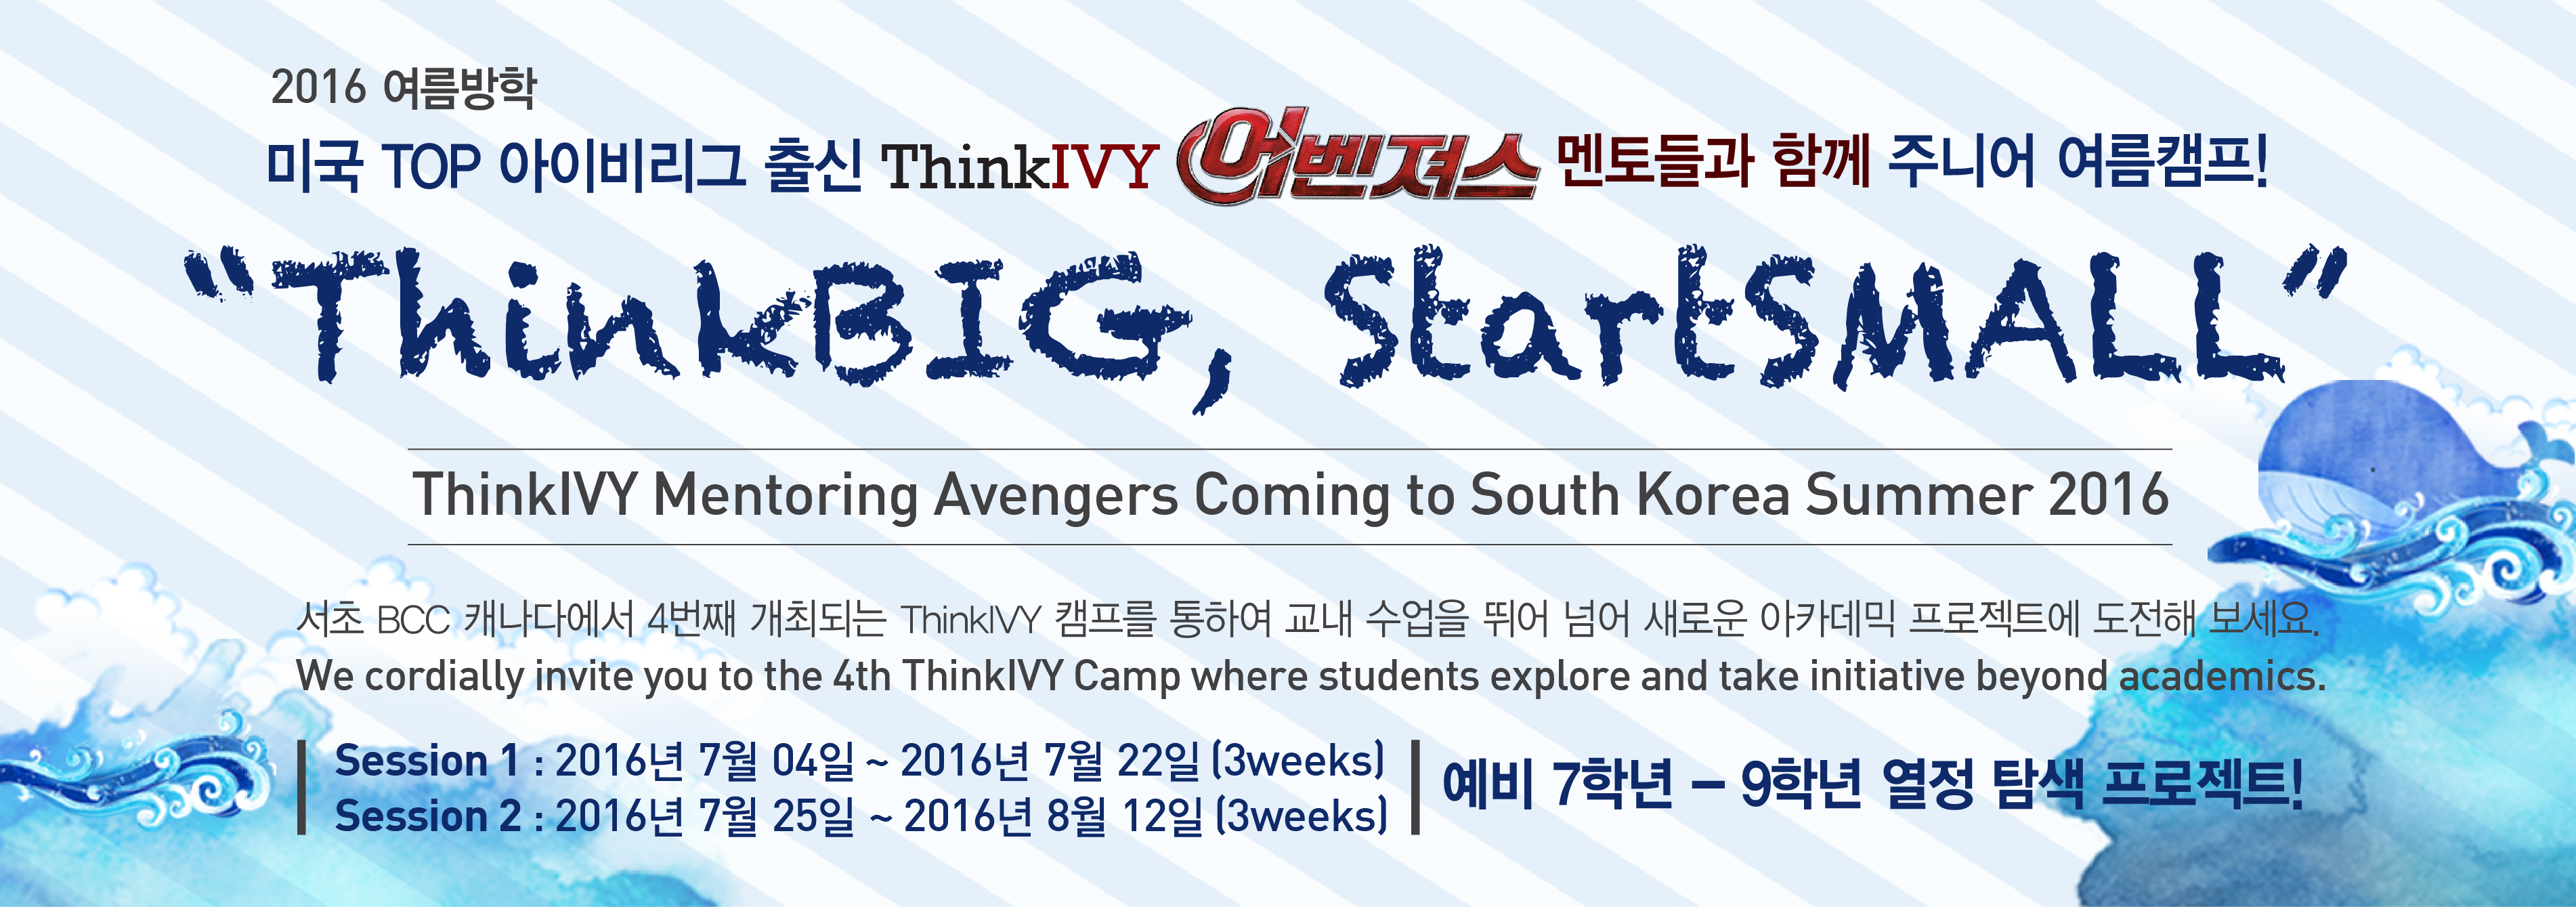 2016 여름방학
미국 TOP 아이비리그 출신 ThinkIVY 어벤져스 멘토들과 함께 주니어 여름캠프!
“ThinkBIG, StartSMALL”
ThinkIVY Mentoring Avengers Coming to South Korea Summer 2016
서초 BCC 캐나다에서 4번째 개최되는 ThinkIVY 캠프를 통하여 교내 수업을 뛰어 넘어 새로운 아카데믹 프로젝트에 도전해 보세요.
We cordially invite you to the 4th ThinkIVY Camp where students explore and take initiative beyond academics.
Session 1 : 2016년 7월 04일 ~ 2016년 7월 22일 (3weeks)
Session 2 : 2016년 7월 25일 ~ 2016년 8월 12일 (3weeks)
예비 7학년 – 9학년 열정 탐색 프로젝트!